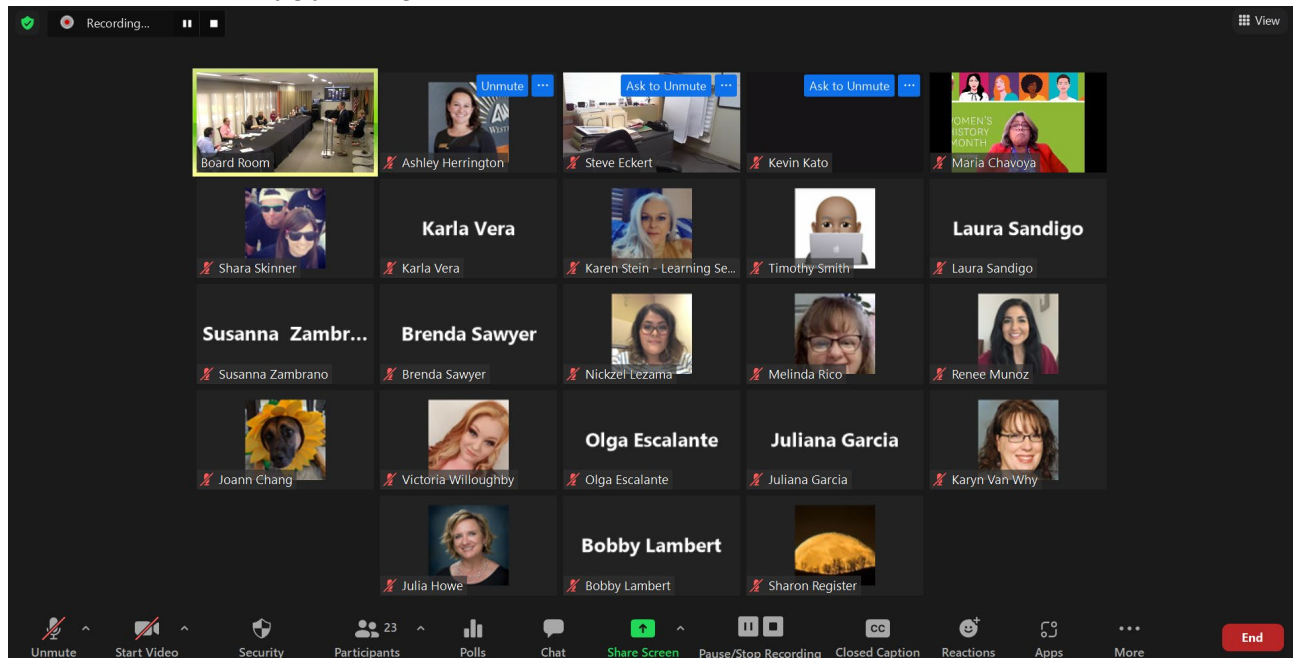 Recording...
View
Board Room
Unmute
Ashley Herrington
Ask to Unmute
Steve Eckert
Ask to Unmute
Kevin Kato
WOMEN'S
HISTORY
MONTH
Maria Chavoya
Shara Skinner
Karla Vera
Karla Vera
Karen Stein - Learning Se...
Timothy Smith
Laura Sandigo
Laura Sandigo
Susanna Zambr...
Susanna Zambrano
Brenda Sawyer
Brenda Sawyer
Nickzel Lezama
Melinda Rico
Renee Munoz
Joann Chang
Victoria Willoughby
Olga Escalante
Olga Escalante
Juliana Garcia
Juliana Garcia
Karyn Van Why
Julia Howe
Bobby Lambert
Bobby Lambert
Sharon Register
Unmute
Start Video
Security
23
Participants
Polls
Chat
Share Screen
Pause/Stop Recording
CC
Closed Caption
Reactions
Apps
More
End